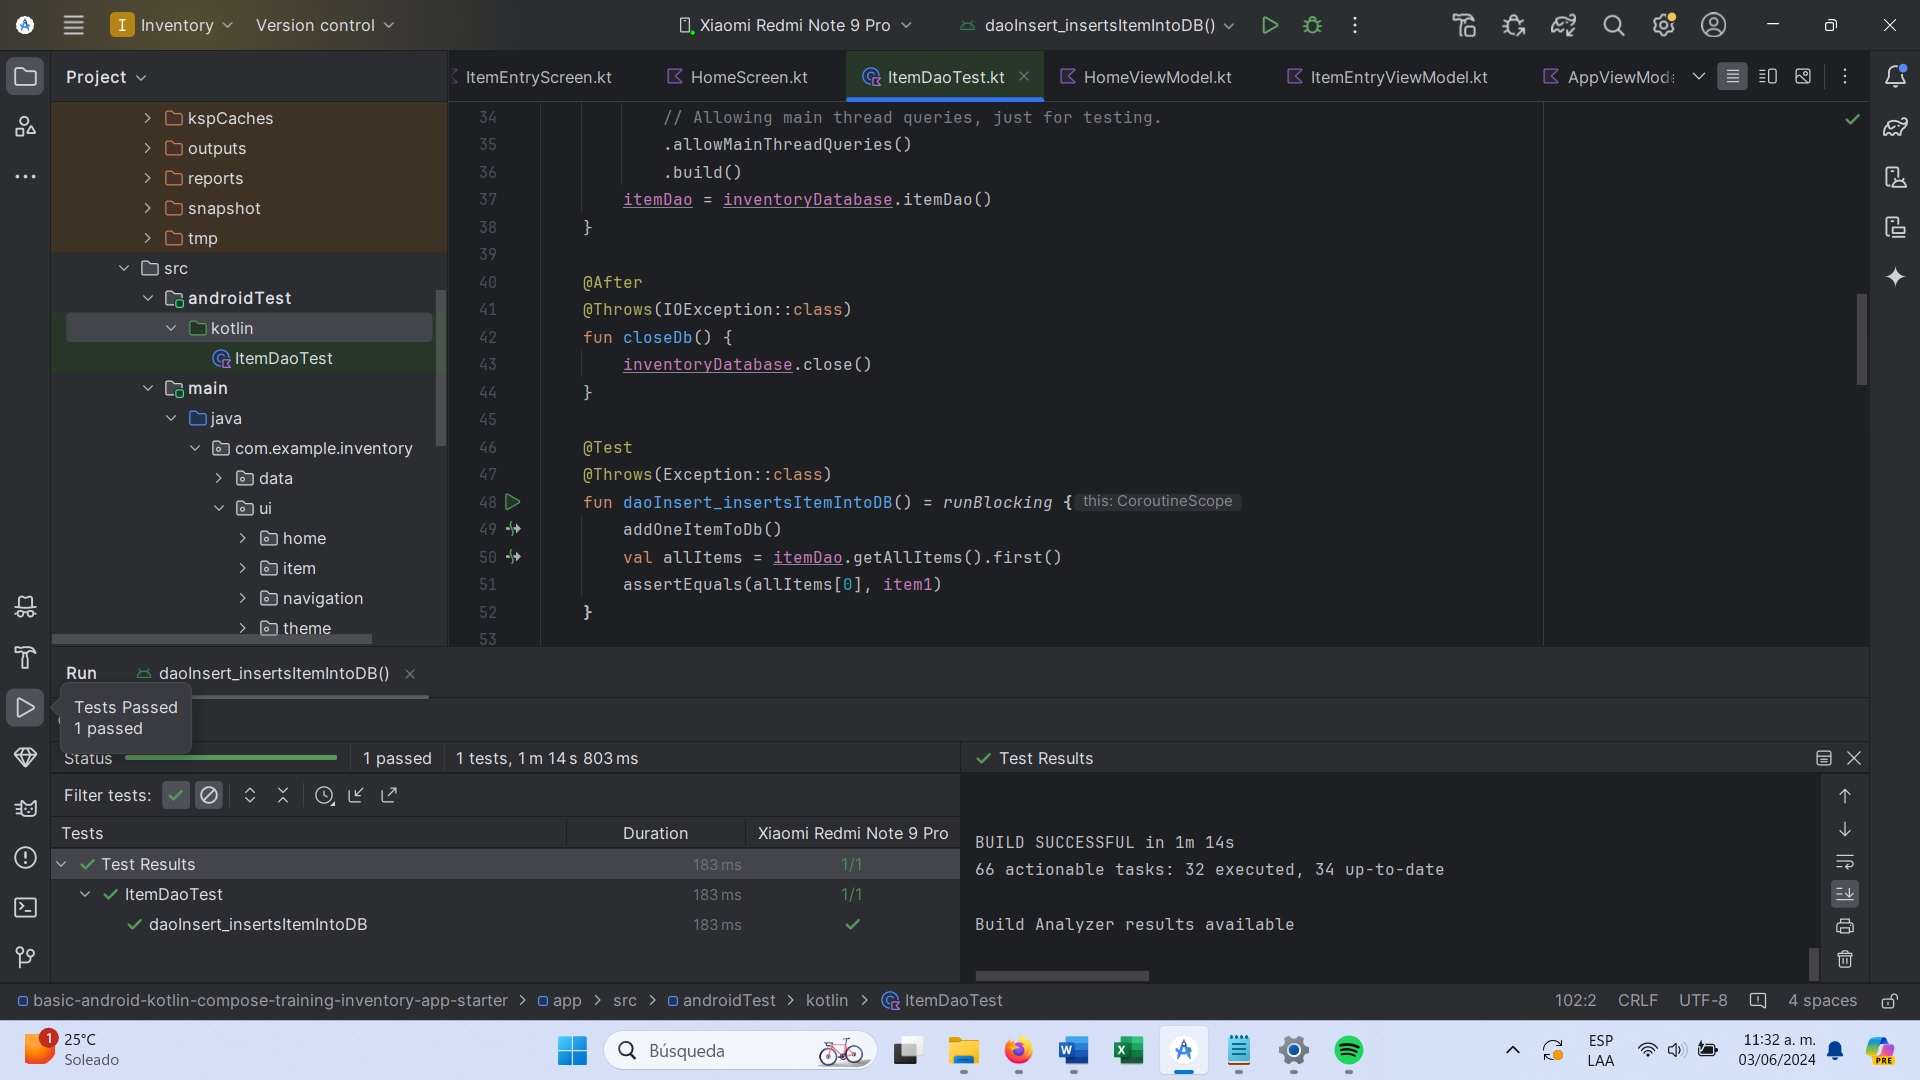 I Inventory Version control Xiaomi Redmi Note 9 Pro daoInsert_insertsItemIntoDB()
Project
ItemEntryScreen.kt HomeScreen.kt ItemDaoTest.kt HomeViewModel.kt ItemEntryViewModel.kt AppViewMod
kspCaches
outputs
reports
snapshot
tmp
src
androidTest
kotlin
ItemDaoTest
main
java
com.example.inventory
data
ui
home
item
navigation
theme
34 // Allowing main thread queries, just for testing.
35 .allowMainThreadQueries()
36 .build()
37 itemDao = inventoryDatabase.itemDao()
38 }
39
40 @After
41 @Throws(IOException::class)
42 fun closeDb() {
43 inventoryDatabase.close()
44 }
45
46 @Test
47 @Throws(Exception::class)
48 fun daoInsert_insertsItemIntoDB() = runBlocking { this: CoroutineScope
49 addOneItemToDb()
50 val allItems = itemDao.getAllItems().first()
51 assertEquals(allItems[0], item1)
52 }
53
Run daoInsert_insertsItemIntoDB()
Tests Passed
1 passed
Status 1 passed 1 tests, 1 m 14 s 803 ms
Filter tests:
Tests Duration Xiaomi Redmi Note 9 Pro
Test Results 183 ms 1/1
ItemDaoTest 183 ms 1/1
daoInsert_insertsItemIntoDB 183 ms
Test Results
BUILD SUCCESSFUL in 1m 14s
66 actionable tasks: 32 executed, 34 up-to-date
Build Analyzer results available
basic-android-kotlin-compose-training-inventory-app-starter > app > src > androidTest > kotlin > ItemDaoTest 102:2 CRLF UTF-8 4 spaces
1
25°C
Soleado
Búsqueda
ESP
LAA
11:32 a. m.
03/06/2024
PRE